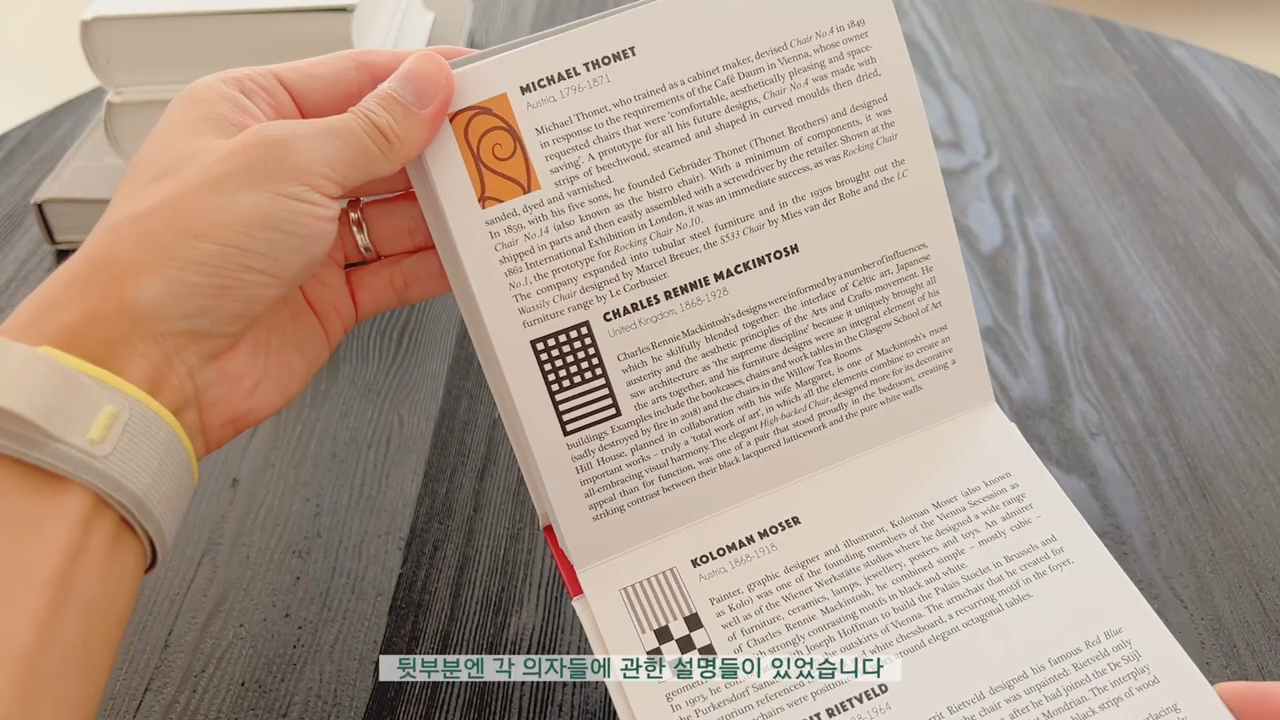 MICHAEL THONET
Austria, 1796-1871
Michael Thonet, who trained as a cabinet maker, devised Chair No.4 in 1849
in response to the requirements of the Café Daum in Vienna, whose owner
requested chairs that were 'comfortable, aesthetically pleasing and space-
saving'. A prototype for all his future designs, Chair No.4 was made with
strips of beechwood, steamed and shaped in curved moulds then dried,
sanded, dyed and varnished.
In 1859, with his five sons, he founded Gebrüder Thonet (Thonet Brothers) and designed
Chair No.14 (also known as the bistro chair). With a minimum of components, it was
shipped in parts and then easily assembled with a screwdriver by the retailer. Shown at the
1862 International Exhibition in London, it was an immediate success, as was Rocking Chair
No.1, the prototype for Rocking Chair No.10.
The company expanded into tubular steel furniture and in the 1930s brought out the
Wassily Chair designed by Marcel Breuer, the S533 Chair by Mies van der Rohe and the LC
furniture range by Le Corbusier.
CHARLES RENNIE MACKINTOSH
United Kingdom, 1868-1928
Charles Rennie Mackintosh's designs were informed by a number of influences,
which he skilfully blended together: the interlace of Celtic art, Japanese
austerity and the aesthetic principles of the Arts and Crafts movement. He
saw architecture as 'the supreme discipline' because it uniquely brought all
the arts together, and his furniture designs were an integral element of his
buildings. Examples include the bookcases, chairs and work tables in the Glasgow School of Art
(sadly destroyed by fire in 2018) and the chairs in the Willow Tea Rooms.
Hill House, planned in collaboration with his wife Margaret, is one of Mackintosh's most
important works – truly a 'total work of art', in which all the elements combine to create an
all-embracing visual harmony. The elegant High-backed Chair, designed more for its decorative
appeal than for function, was one of a pair that stood proudly in the bedroom, creating a
striking contrast between their black lacquered latticework and the pure white walls.
KOLOMAN MOSER
Austria, 1868-1918
Painter, graphic designer and illustrator, Koloman Moser (also known
as Kolo) was one of the founding members of the Vienna Secession as
well as of the Wiener Werkstätte studios where he designed a wide range
of furniture, ceramics, lamps, jewellery, posters and toys. An admirer
of Charles Rennie Mackintosh, he combined simple – mostly cubic –
with strongly contrasting motifs in black and white.
In 1903, he co Joseph Hoffman to build the Palais Stoclet in Brussels and
the Purkersdorf Sana outskirts of Vienna. The armchair that he created for
torium referenced white chessboard, a recurring motif in the foyer,
chairs were position round elegant octagonal tables.
RIT RIETVELD
8-1964
rit Rietveld designed his famous Red Blue
he chair was unpainted: Rietveld only
after he had joined the De Stijl
Mondrian. The interplay
black strips of wood
placing
뒷부분엔 각 의자들에 관한 설명들이 있었습니다